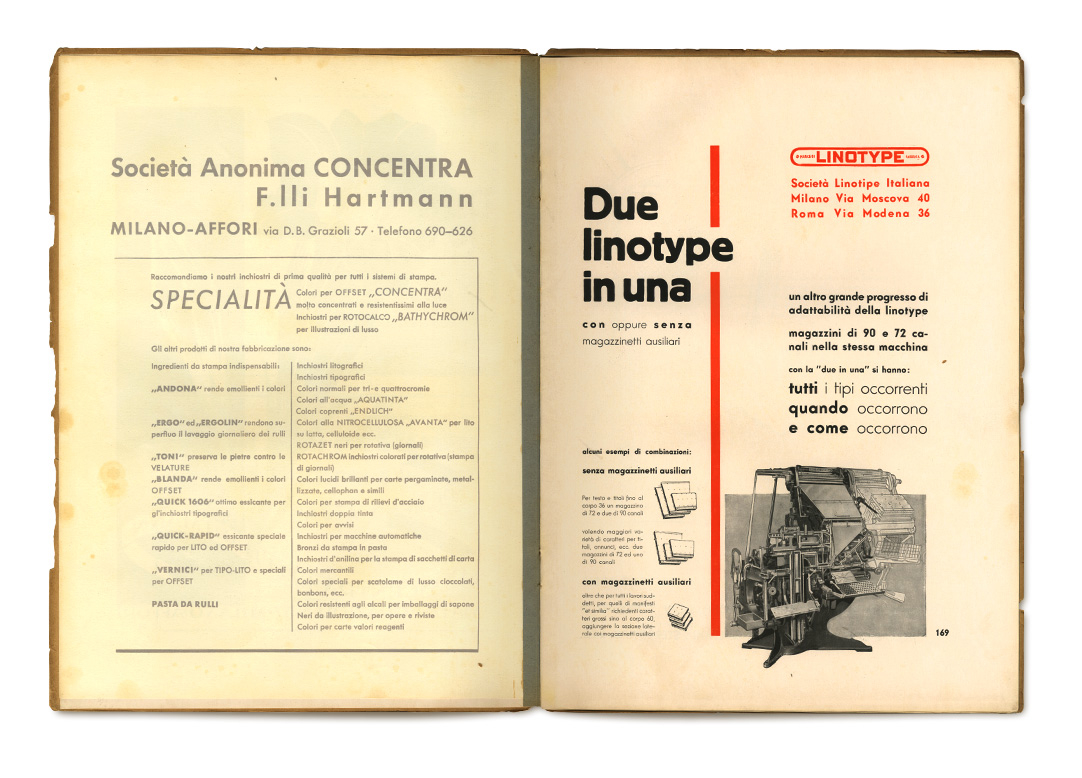 Società Anonima CONCENTRA
F.lli Hartmann
MILANO-AFFORI via D. B. Grazioli 57 · Telefono 690–626
Raccomandiamo i nostri inchiostri di prima qualità per tutti i sistemi di stampa.
SPECIALITÀ
Colori per OFFSET „CONCENTRA“
molto concentrati e resistentissimi alla luce
Inchiostri per ROTOCALCO „BATHYCHROM“
per illustrazioni di lusso
Gli altri prodotti di nostra fabbricazione sono:
Ingredienti da stampa indispensabili:
„ANDONA“ rende emollienti i colori
„ERGO“ ed „ERGOLIN“ rendono su-
perfluo il lavaggio giornaliero dei rulli
„TONI“ preserva le pietre contro le
VELATURE
„BLANDA“ rende emollienti i colori
OFFSET
„QUICK 1606“ ottimo essicante per
gl'inchiostri tipografici
„QUICK-RAPID“ essicante speciale
rapido per LITO ed OFFSET
„VERNICI“ per TIPO-LITO e speciali
per OFFSET
PASTA DA RULLI
Inchiostri litografici
Inchiostri tipografici
Colori normali per tri- e quattrocromie
Colori all'acqua „AQUATINTA“
Colori coprenti „ENDLICH“
Colori alla NITROCELLULOSA „AVANTA“ per lito
su latta, celluloide ecc.
ROTAZET neri per rotativa (giornali)
ROTACHROM inchiostri colorati per rotativa (stampa
di giornali)
Colori lucidi brillanti per carte pergaminate, metal-
lizzate, cellophan e simili
Colori per stampa di rilievi d'acciaio
Inchiostri doppia tinta
Colori per avvisi
Inchiostri per macchine automatiche
Bronzi da stampa in pasta
Inchiostri d'anilina per la stampa di sacchetti di carta
Colori mercantili
Colori speciali per scatolame di lusso cioccolati,
bonbons, ecc.
Colori resistenti agli alcali per imballaggi di sapone
Neri da illustrazione, per opere e riviste
Colori per carte valori reagenti
Due
linotype
in una
con oppure senza
magazzinetti ausiliari
alcuni esempi di combinazioni:
senza magazzinetti ausiliari
Per testo e titoli fino al
corpo 36 un magazzino
di 72 e due di 90 canali
volendo maggiori va-
rietà di caratteri per ti-
toli, annunci, ecc. due
magazzini di 72 ed uno
di 90 canali
con magazzinetti ausiliari
oltre che per tutti i lavori sud-
detti, per quelli di manifesti
"et similia" richiedenti carat-
teri grossi sino al corpo 60,
aggiungere la sezione late-
rale coi magazzinetti ausiliari
LINOTYPE
Società Linotipe Italiana
Milano Via Moscova 40
Roma Via Modena 36
un altro grande progresso di
adattabilità della linotype
magazzini di 90 e 72 ca-
nali nella stessa macchina
con la "due in una" si hanno:
tutti i tipi occorrenti
quando occorrono
e come occorrono
169